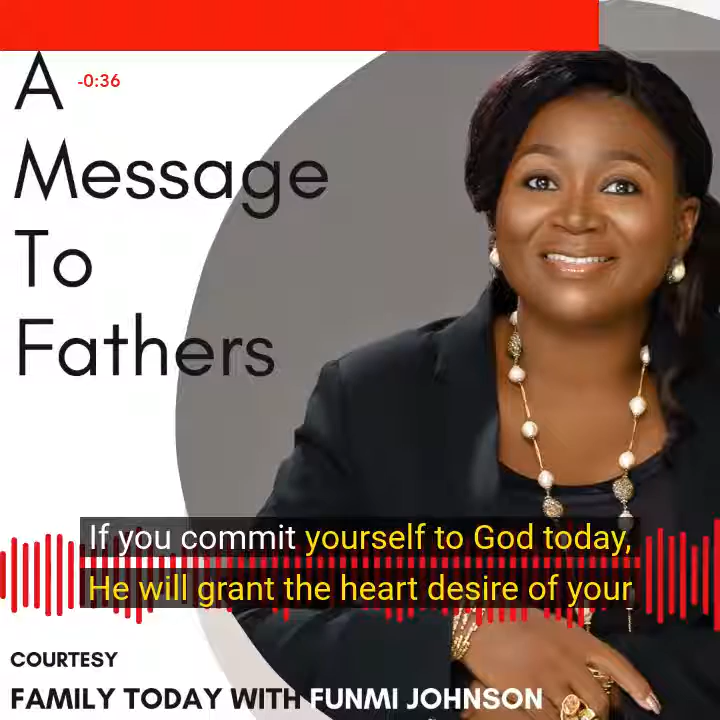 A
-0:36
Message
To
Fathers
If you commit yourself to God today,
He will grant the heart desire of your
COURTESY
FAMILY TODAY WITH FUNMI JOHNSON